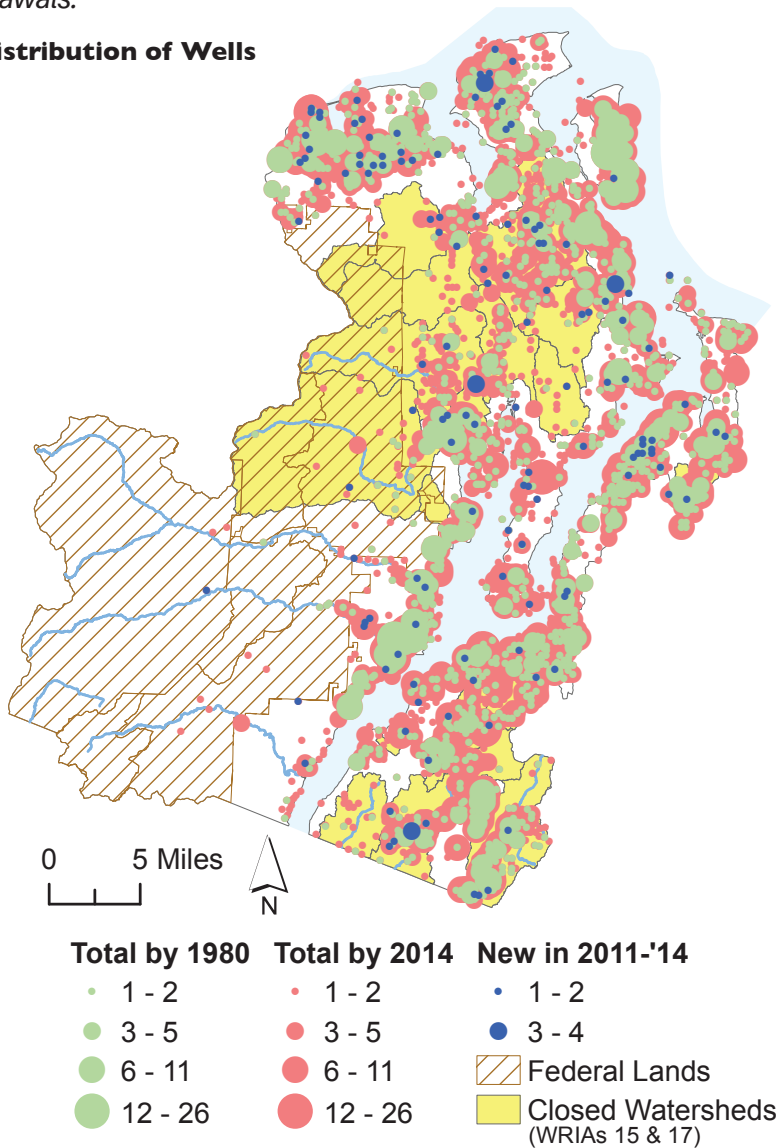 istribution of Wells
0 5 Miles
N
Total by 1980 Total by 2014 New in 2011-'14
1 - 2 1 - 2 1 - 2
3 - 5 3 - 5 3 - 4
6 - 11 6 - 11 Federal Lands
12 - 26 12 - 26 Closed Watersheds
(WRIAs 15 & 17)